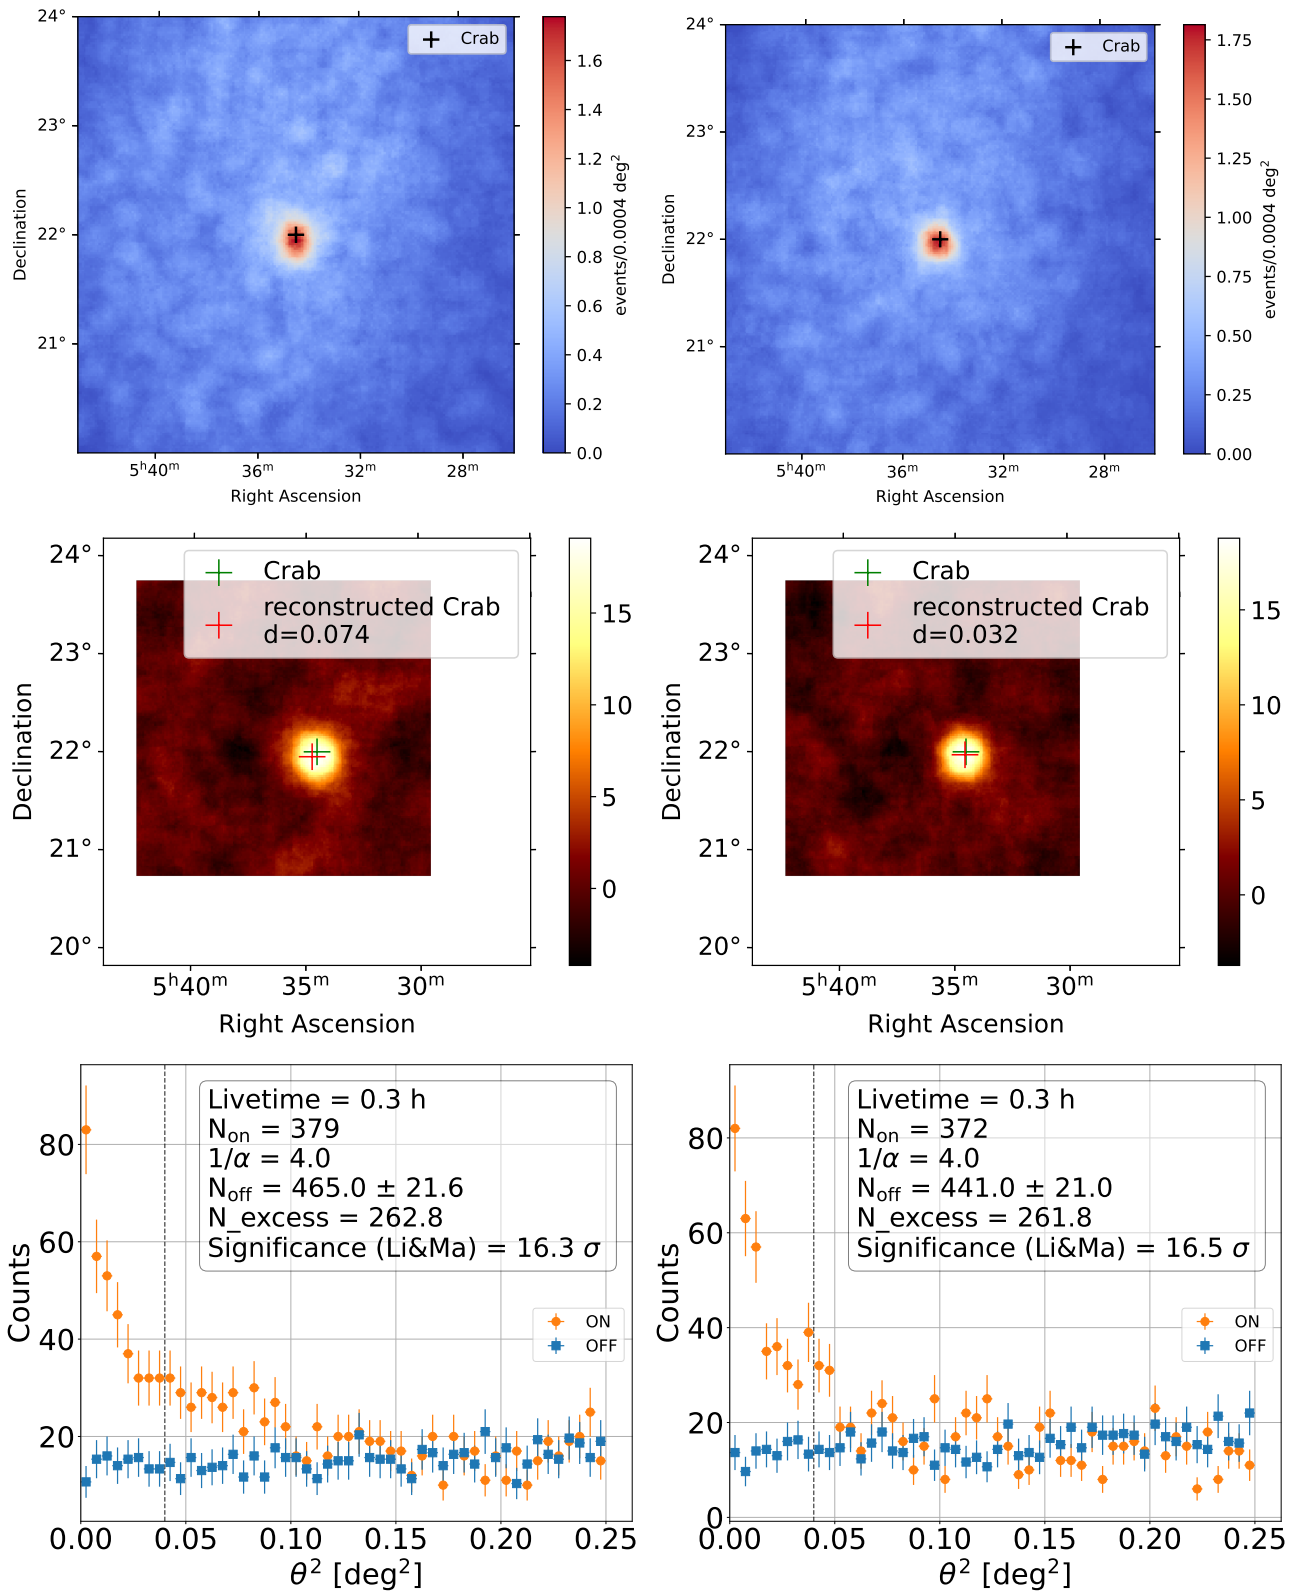 24°
23°
22°
21°
Declination
5ʰ40ᵐ 36ᵐ 32ᵐ 28ᵐ
Right Ascension
Crab
1.6
1.4
1.2
1.0
0.8
0.6
0.4
0.2
0.0
events/0.0004 deg²
24°
23°
22°
21°
Declination
5ʰ40ᵐ 36ᵐ 32ᵐ 28ᵐ
Right Ascension
Crab
1.75
1.50
1.25
1.00
0.75
0.50
0.25
0.00
events/0.0004 deg²
24°
23°
22°
21°
20°
Declination
5ʰ40ᵐ 35ᵐ 30ᵐ
Right Ascension
Crab
reconstructed Crab
d=0.074
15
10
5
0
24°
23°
22°
21°
20°
Declination
5ʰ40ᵐ 35ᵐ 30ᵐ
Right Ascension
Crab
reconstructed Crab
d=0.032
15
10
5
0
80
60
40
20
Counts
0.00 0.05 0.10 0.15 0.20 0.25
θ² [deg²]
Livetime = 0.3 h
Non = 379
1/α = 4.0
Noff = 465.0 ± 21.6
N_excess = 262.8
Significance (Li&Ma) = 16.3 σ
ON
OFF
80
60
40
20
0
Counts
0.00 0.05 0.10 0.15 0.20 0.25
θ² [deg²]
Livetime = 0.3 h
Non = 372
1/α = 4.0
Noff = 441.0 ± 21.0
N_excess = 261.8
Significance (Li&Ma) = 16.5 σ
ON
OFF